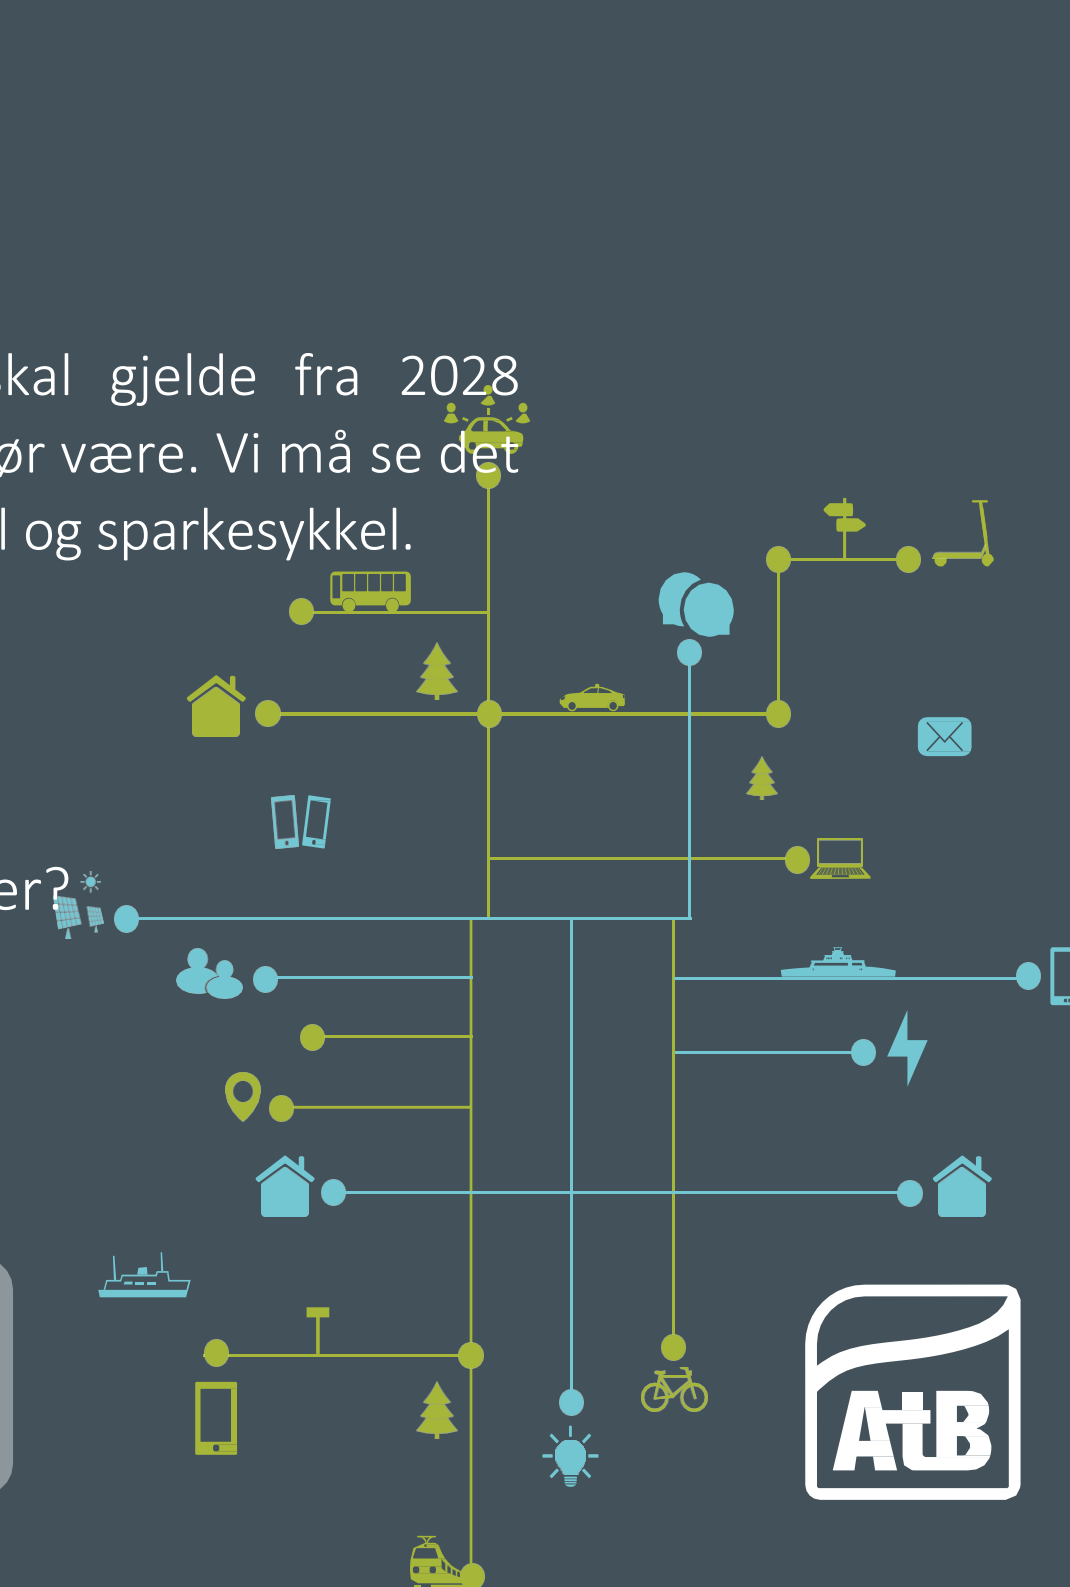 skal gjelde fra 2028
ør være. Vi må se det
l og sparkesykkel.
er?
AtB